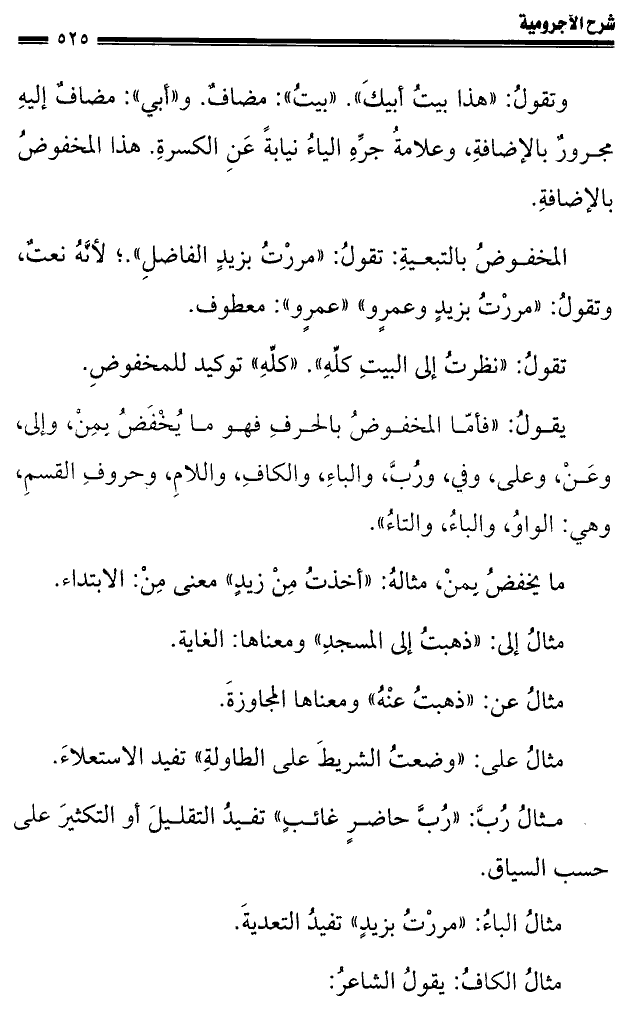 شرح الآجرومية
٥٢٥
وتقولُ: «هذا بيتُ أبيكَ». «بيتُ»: مضافٌ. و«أبي»: مضافٌ إليهِ
مجرورٌ بالإضافةِ، وعلامةُ جرِّهِ الياءُ نيابةً عَنِ الكسرةِ. هذا المخفوضُ
بالإضافةِ.
المخفوضُ بالتبعيةِ: تقولُ: «مررْتُ بزيدٍ الفاضلِ».؛ لأنَّهُ نعتٌ،
وتقولُ: «مررْتُ بزيدٍ وعمرٍو» «عمرٍو»: معطوف.
تقولُ: «نظرتُ إلى البيتِ كلِّهِ». «كلِّهِ» توكيد للمخفوضِ.
يقولُ: «فأمّا المخفوضُ بالحرفِ فهو ما يُخْفَضُ بِمِنْ، وإلى،
وعَنْ، وعلى، وفي، ورُبَّ، والباءِ، والكافِ، واللامِ، وحروفِ القسمِ،
وهي: الواوُ، والباءُ، والتاءُ».
ما يخفضُ بِمِنْ، مثالهُ: «أخذتُ مِنْ زيدٍ» معنى مِنْ: الابتداء.
مثالُ إلى: «ذهبتُ إلى المسجدِ» ومعناها: الغاية.
مثالُ عن: «ذهبتُ عنْهُ» ومعناها المجاوزةَ.
مثالُ على: «وضعتُ الشريطَ على الطاولةِ» تفيد الاستعلاءَ.
مثالُ رُبَّ: «رُبَّ حاضرٍ غائبٍ» تفيدُ التقليلَ أو التكثيرَ على
حسب السياق.
مثالُ الباءُ: «مررْتُ بزيدٍ» تفيدُ التعديةَ.
مثالُ الكافُ: يقولُ الشاعرُ: